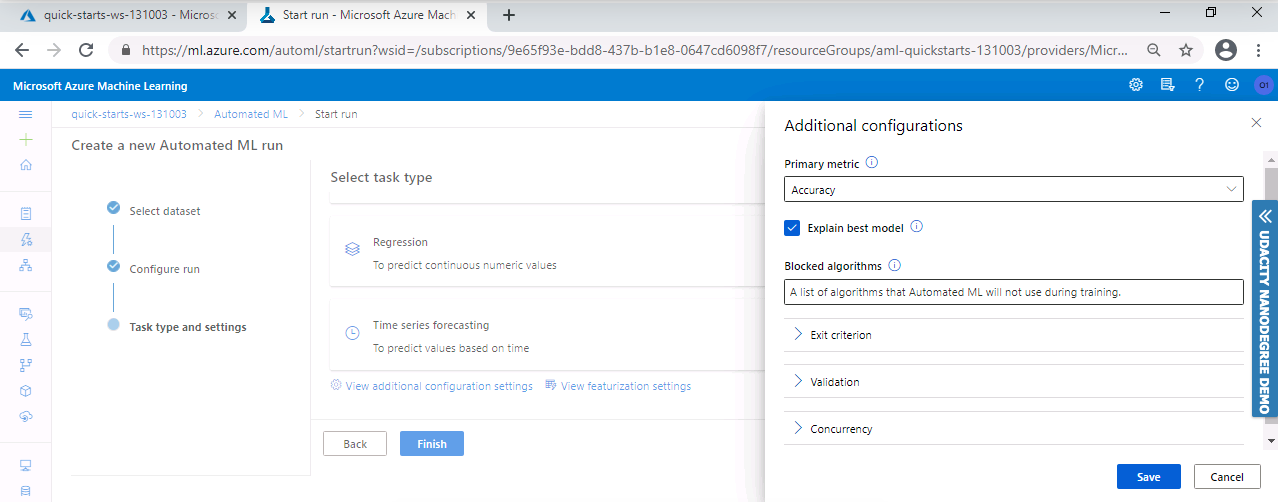 quick-starts-ws-131003 - Microso
Start run - Microsoft Azure Mach
https://ml.azure.com/automl/startrun?wsid=/subscriptions/9e65f93e-bdd8-437b-b1e8-0647cd6098f7/resourceGroups/aml-quickstarts-131003/providers/Micr...
Microsoft Azure Machine Learning
O1
quick-starts-ws-131003 > Automated ML > Start run
Create a new Automated ML run
Select dataset
Configure run
Task type and settings
Select task type
Regression
To predict continuous numeric values
Time series forecasting
To predict values based on time
View additional configuration settings
View featurization settings
Back
Finish
Additional configurations
Primary metric
Accuracy
Explain best model
Blocked algorithms
A list of algorithms that Automated ML will not use during training.
Exit criterion
Validation
Concurrency
Save
Cancel
UDACITY NANODEGREE DEMO